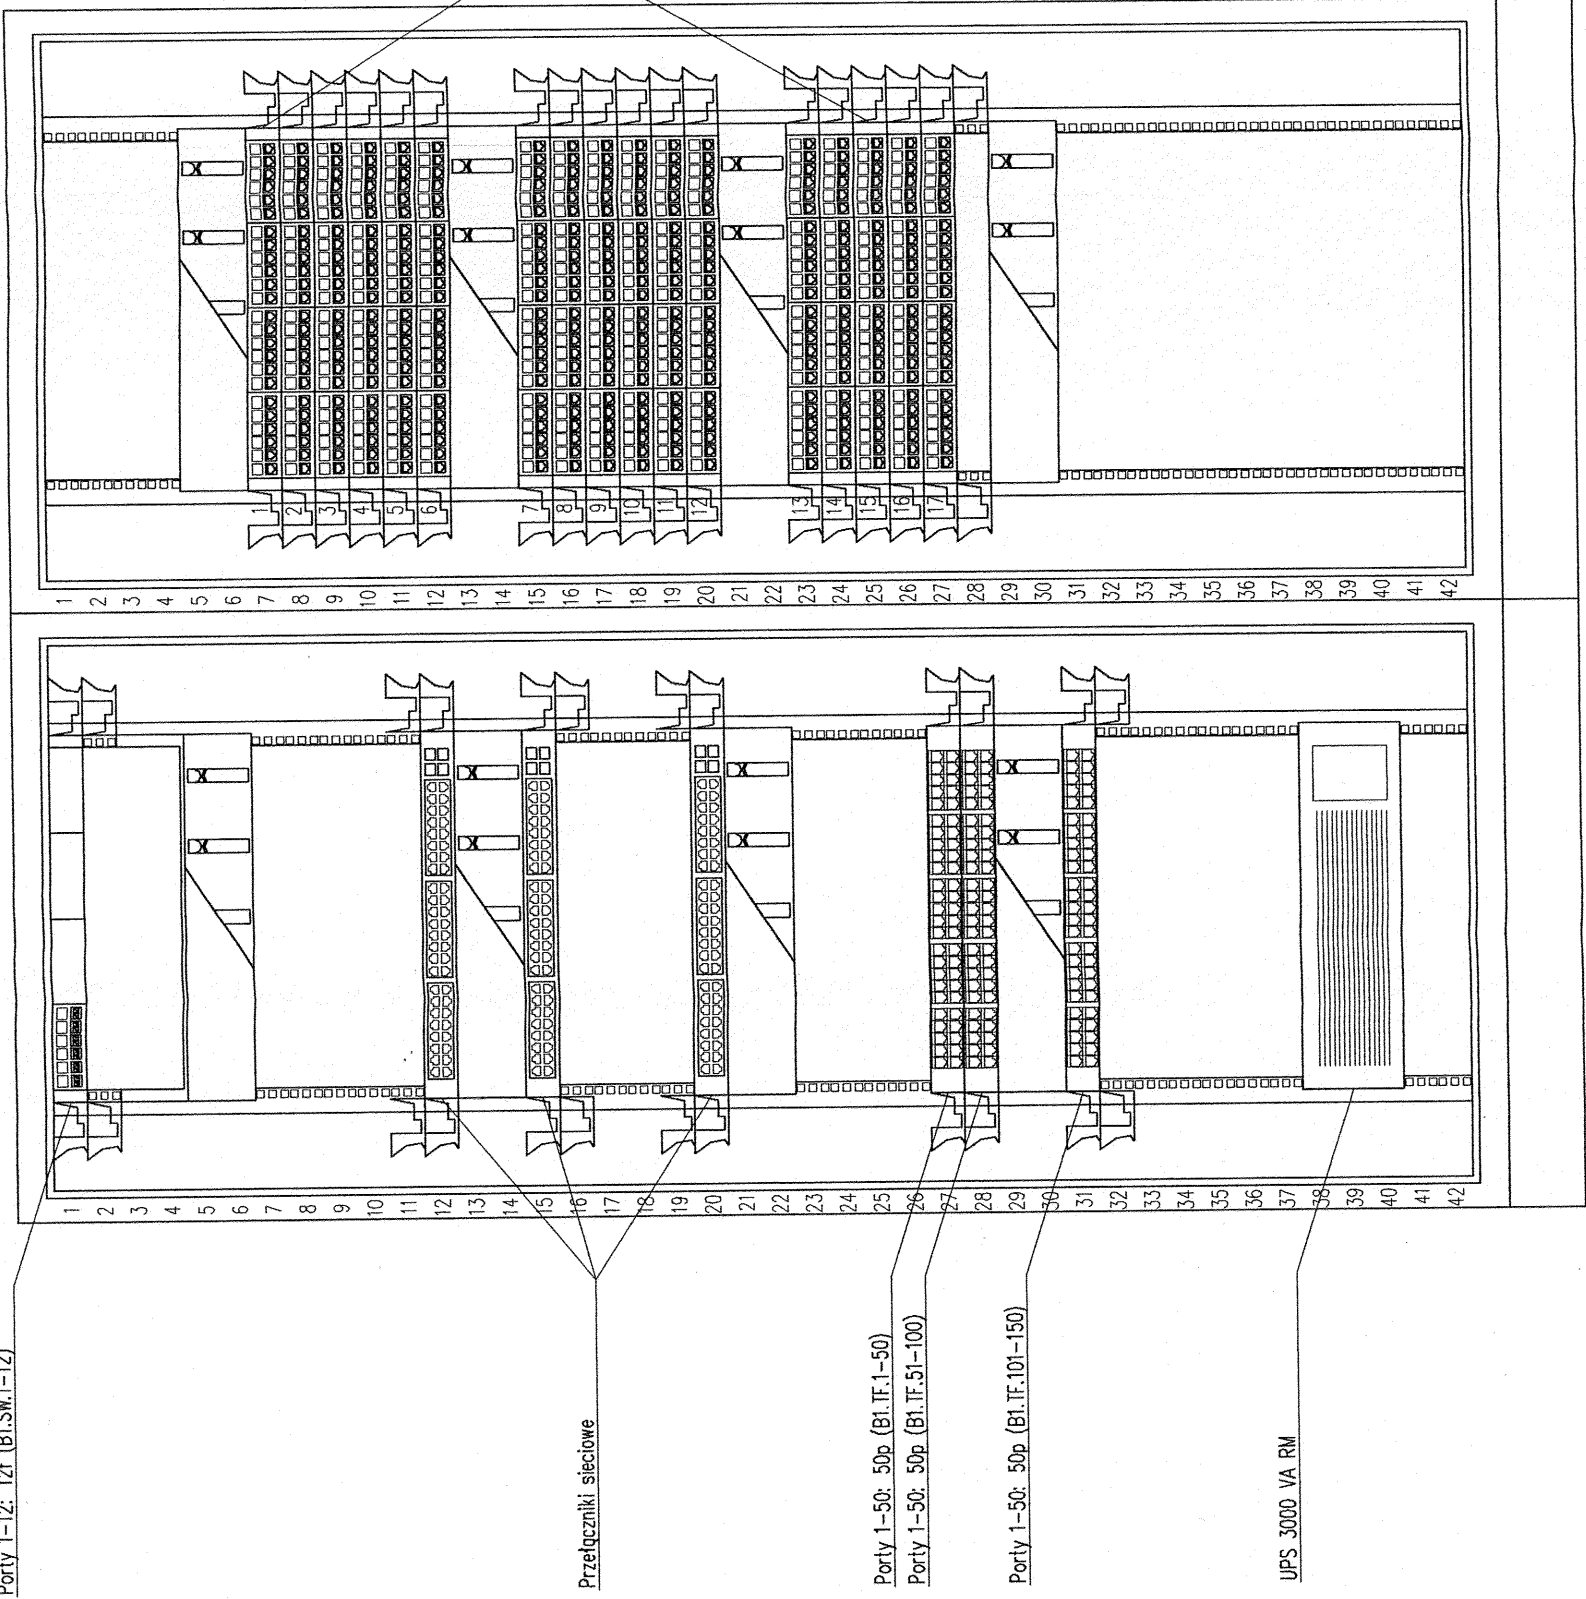 1 2 3 4 5 6 7 8 9 10 11 12 13 14 15 16 17
1 2 3 4 5 6 7 8 9 10 11 12 13 14 15 16 17 18 19 20 21 22 23 24 25 26 27 28 29 30 31 32 33 34 35 36 37 38 39 40 41 42
1 2 3 4 5 6 7 8 9 10 11 12 13 14 15 16 17 18 19 20 21 22 23 24 25 26 27 28 29 30 31 32 33 34 35 36 37 38 39 40 41 42
Porty 1-12: 12f (B1.SW.1-12)
Przełączniki sieciowe
Porty 1-50: 50p (B1.TF.1-50)
Porty 1-50: 50p (B1.TF.51-100)
Porty 1-50: 50p (B1.TF.101-150)
UPS 3000 VA RM